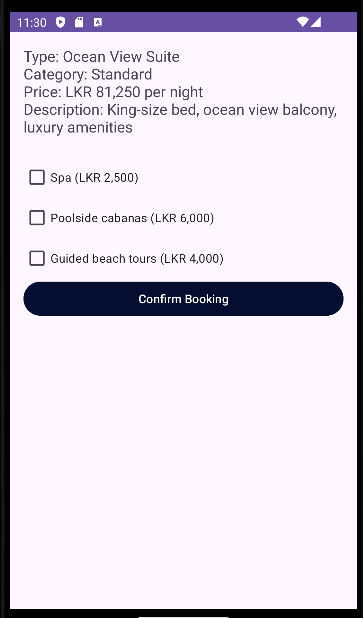 11:30
Type: Ocean View Suite
Category: Standard
Price: LKR 81,250 per night
Description: King-size bed, ocean view balcony,
luxury amenities
Spa (LKR 2,500)
Poolside cabanas (LKR 6,000)
Guided beach tours (LKR 4,000)
Confirm Booking